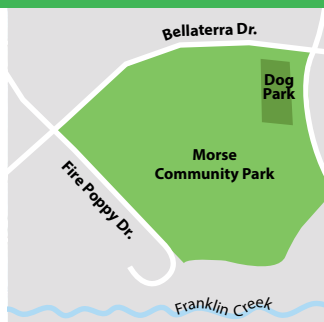 Bellaterra Dr.
Dog
Park
Morse
Community Park
Fire Poppy Dr.
Franklin Creek